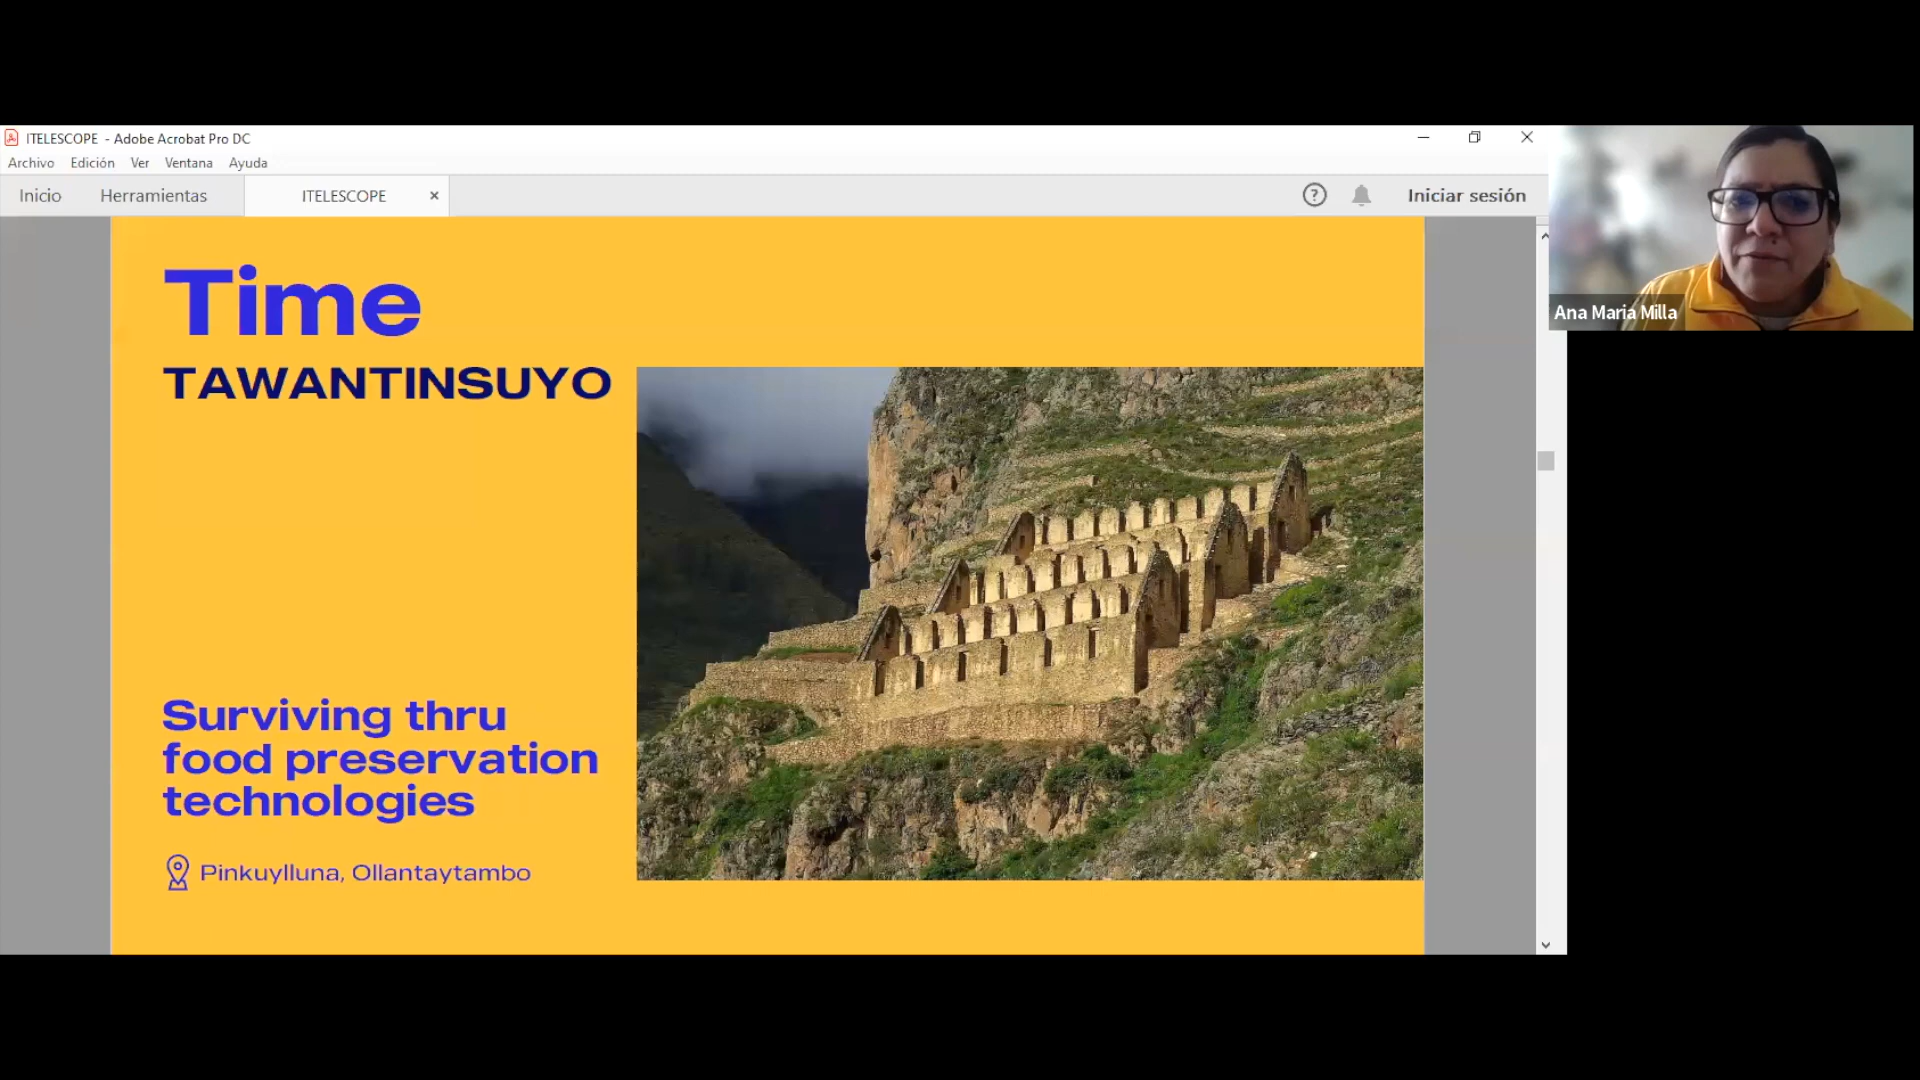 ITELESCOPE - Adobe Acrobat Pro DC
Archivo Edición Ver Ventana Ayuda
Inicio Herramientas ITELESCOPE Iniciar sesión
Time
TAWANTINSUYO
Surviving thru
food preservation
technologies
Pinkuylluna, Ollantaytambo
Ana Maria Milla